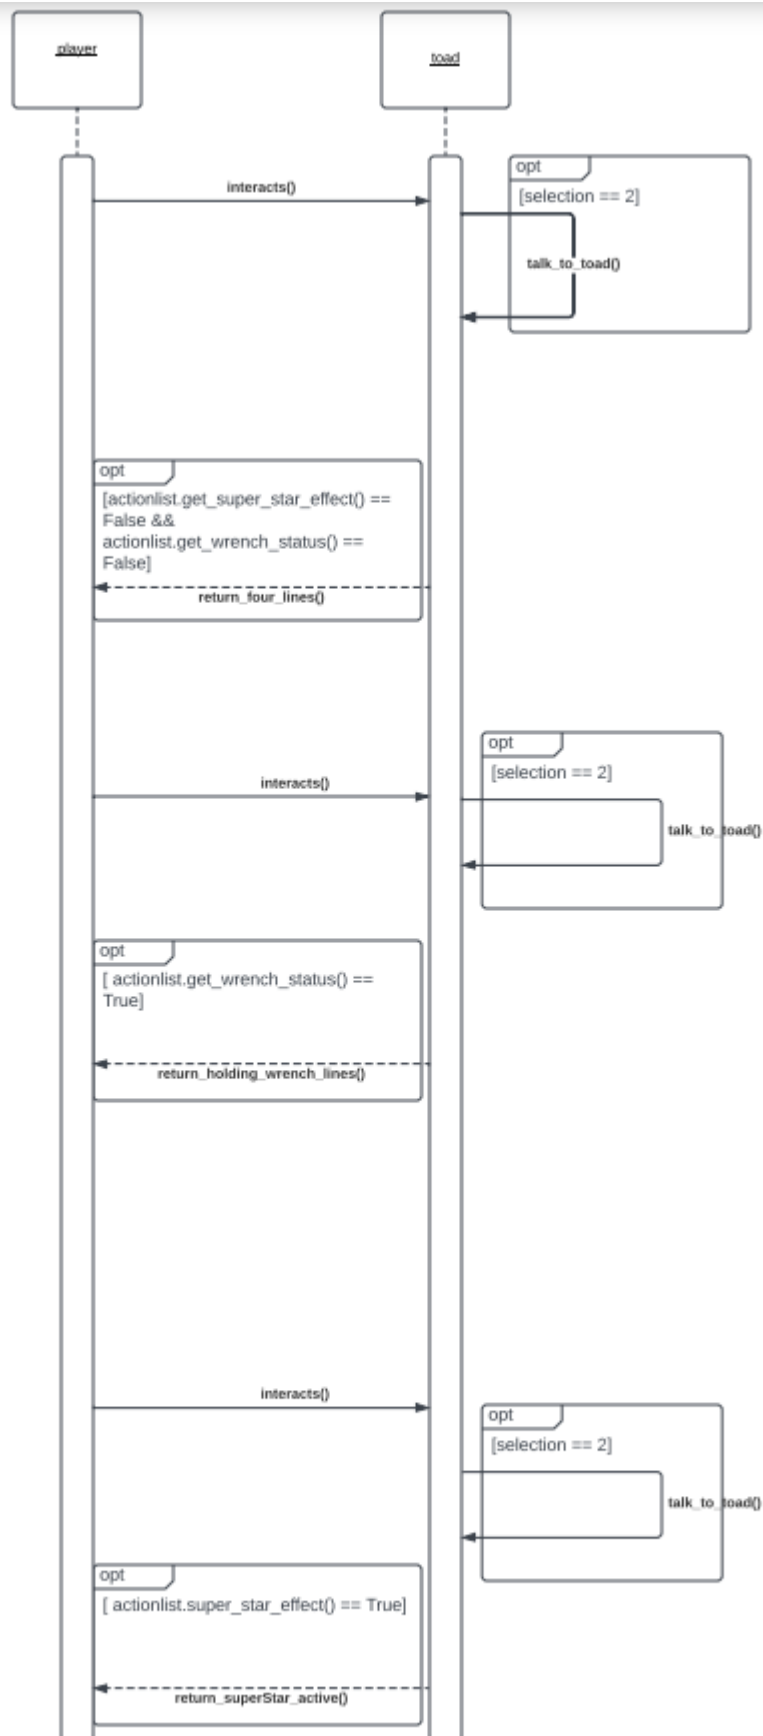 player
toad
opt
interacts()
[selection == 2]
talk_to_toad()
opt
[actionlist.get_super_star_effect() ==
False &&
actionlist.get_wrench_status() ==
False]
return_four_lines()
opt
interacts()
[selection == 2]
talk_to_toad()
opt
[ actionlist.get_wrench_status() ==
True]
return_holding_wrench_lines()
interacts()
opt
[selection == 2]
talk_to_toad()
opt
[ actionlist.super_star_effect() == True]
return_superStar_active()